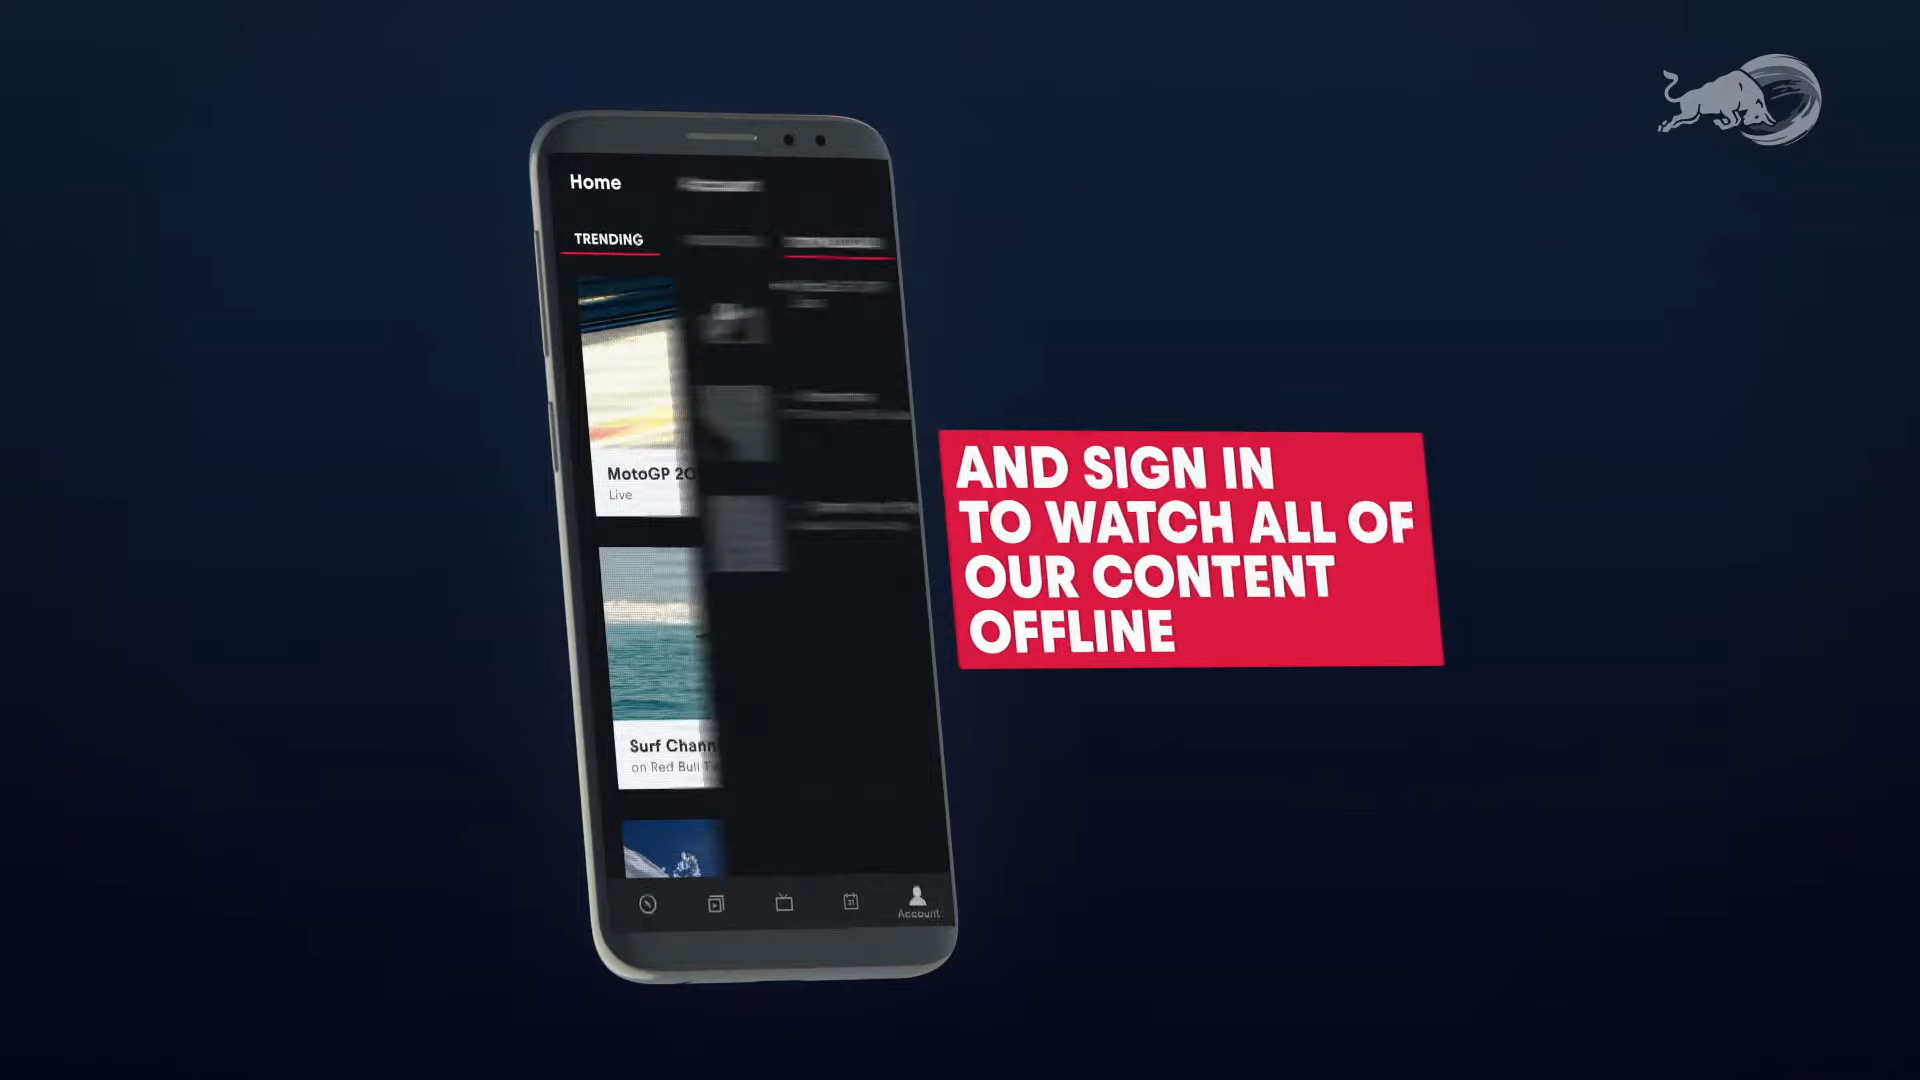 Home
TRENDING
MotoGP 20
Live
Surf Chann
on Red Bull
Account
AND SIGN IN
TO WATCH ALL OF
OUR CONTENT
OFFLINE